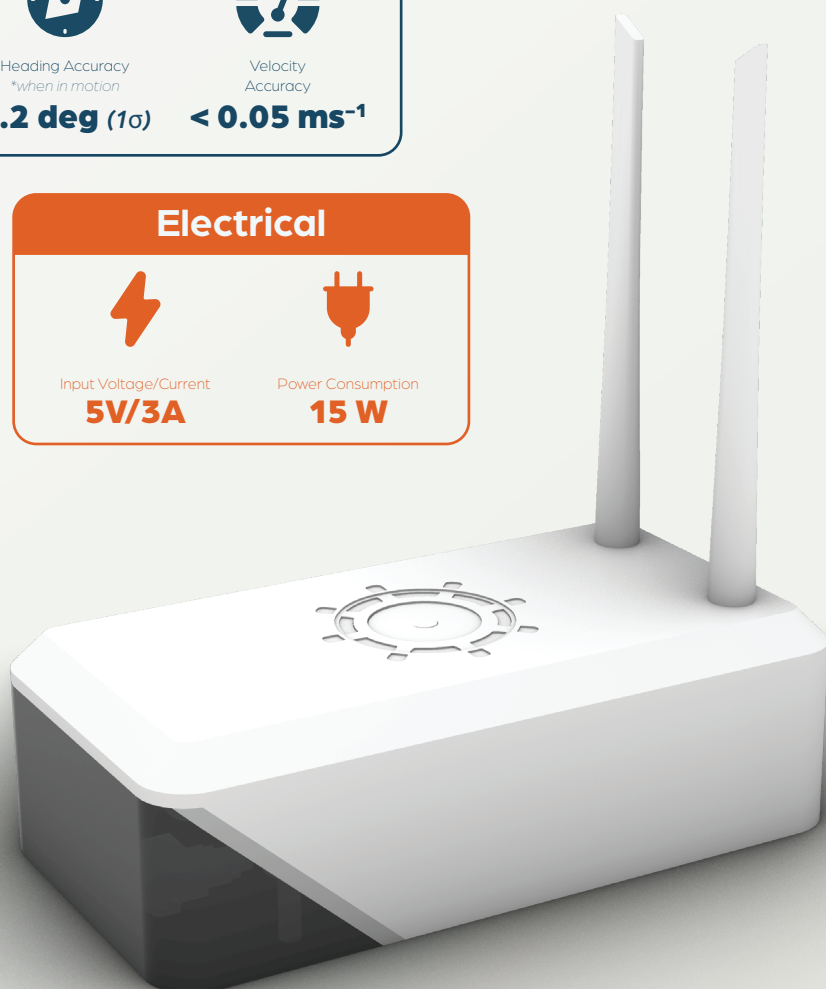 Heading Accuracy
*when in motion
.2 deg (1σ)
Velocity
Accuracy
< 0.05 ms⁻¹
Electrical
Input Voltage/Current
5V/3A
Power Consumption
15 W